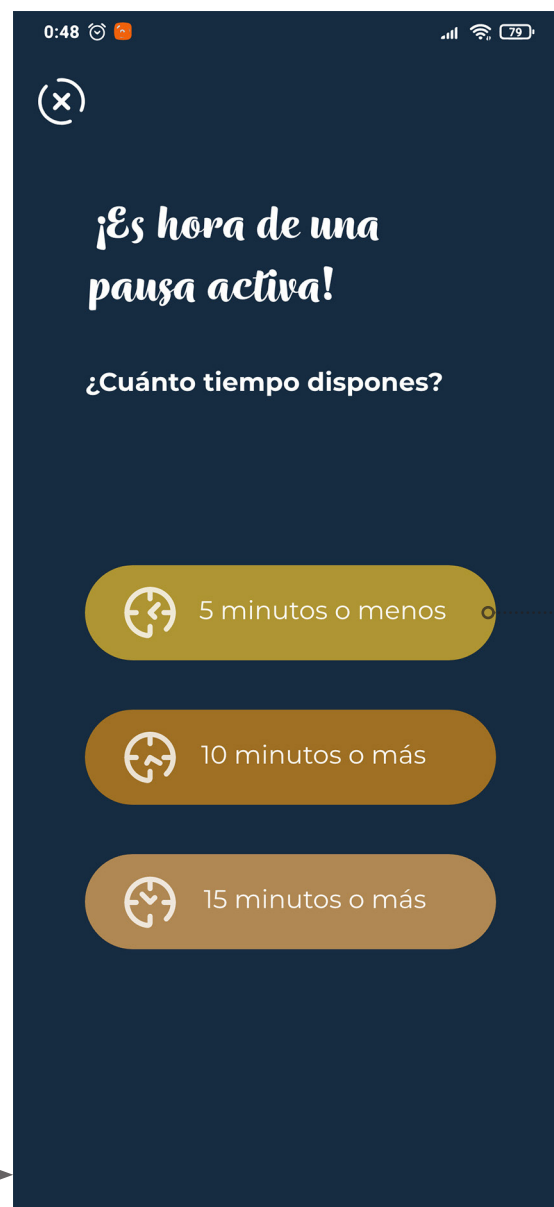 0:48
79
¡Es hora de una
pausa activa!
¿Cuánto tiempo dispones?
5 minutos o menos
10 minutos o más
15 minutos o más